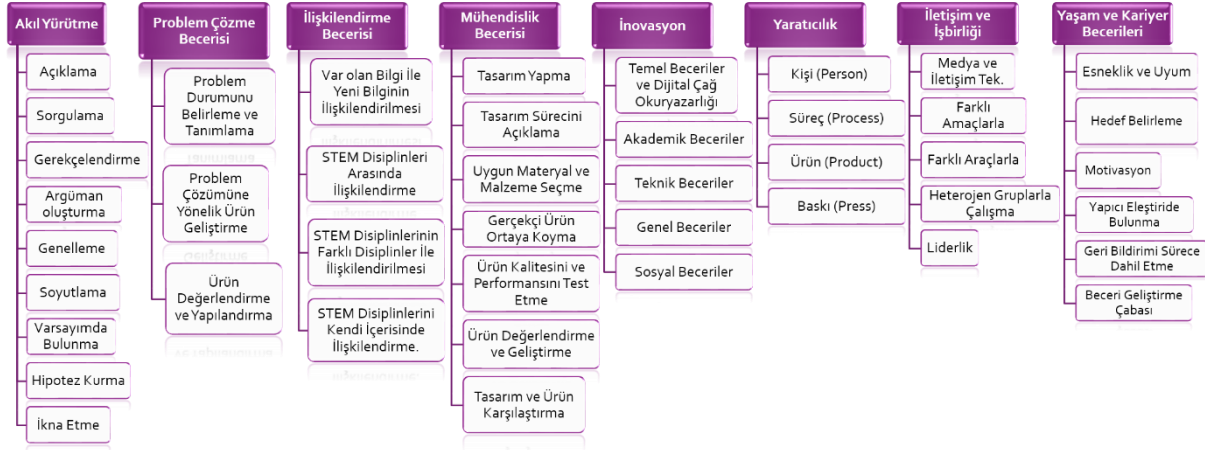 Akıl Yürütme
Açıklama
Sorgulama
Gerekçelendirme
Argüman
oluşturma
Genelleme
Soyutlama
Varsayımda
Bulunma
Hipotez Kurma
İkna Etme
Problem Çözme
Becerisi
Problem
Durumunu
Belirleme ve
Tanımlama
Problem
Çözümüne
Yönelik Ürün
Geliştirme
Ürün
Değerlendirme
ve Yapılandırma
İlişkilendirme
Becerisi
Var olan Bilgi İle
Yeni Bilginin
İlişkilendirilmesi
STEM Disiplinleri
Arasında
İlişkilendirme
STEM Disiplinlerinin
Farklı Disiplinler İle
İlişkilendirilmesi
STEM Disiplinlerini
Kendi İçerisinde
İlişkilendirme.
Mühendislik
Becerisi
Tasarım Yapma
Tasarım Sürecini
Açıklama
Uygun Materyal ve
Malzeme Seçme
Gerçekçi Ürün
Ortaya Koyma
Ürün Kalitesini ve
Performansını Test
Etme
Ürün Değerlendirme
ve Geliştirme
Tasarım ve Ürün
Karşılaştırma
İnovasyon
Temel Beceriler
ve Dijital Çağ
Okuryazarlığı
Akademik Beceriler
Teknik Beceriler
Genel Beceriler
Sosyal Beceriler
Yaratıcılık
Kişi (Person)
Süreç (Process)
Ürün (Product)
Baskı (Press)
İletişim ve
İşbirliği
Medya ve
İletişim Tek.
Farklı
Amaçlarla
Farklı Araçlarla
Heterojen Gruplarla
Çalışma
Liderlik
Yaşam ve Kariyer
Becerileri
Esneklik ve Uyum
Hedef Belirleme
Motivasyon
Yapıcı Eleştiride
Bulunma
Geri Bildirimi Sürece
Dahil Etme
Beceri Geliştirme
Çabası